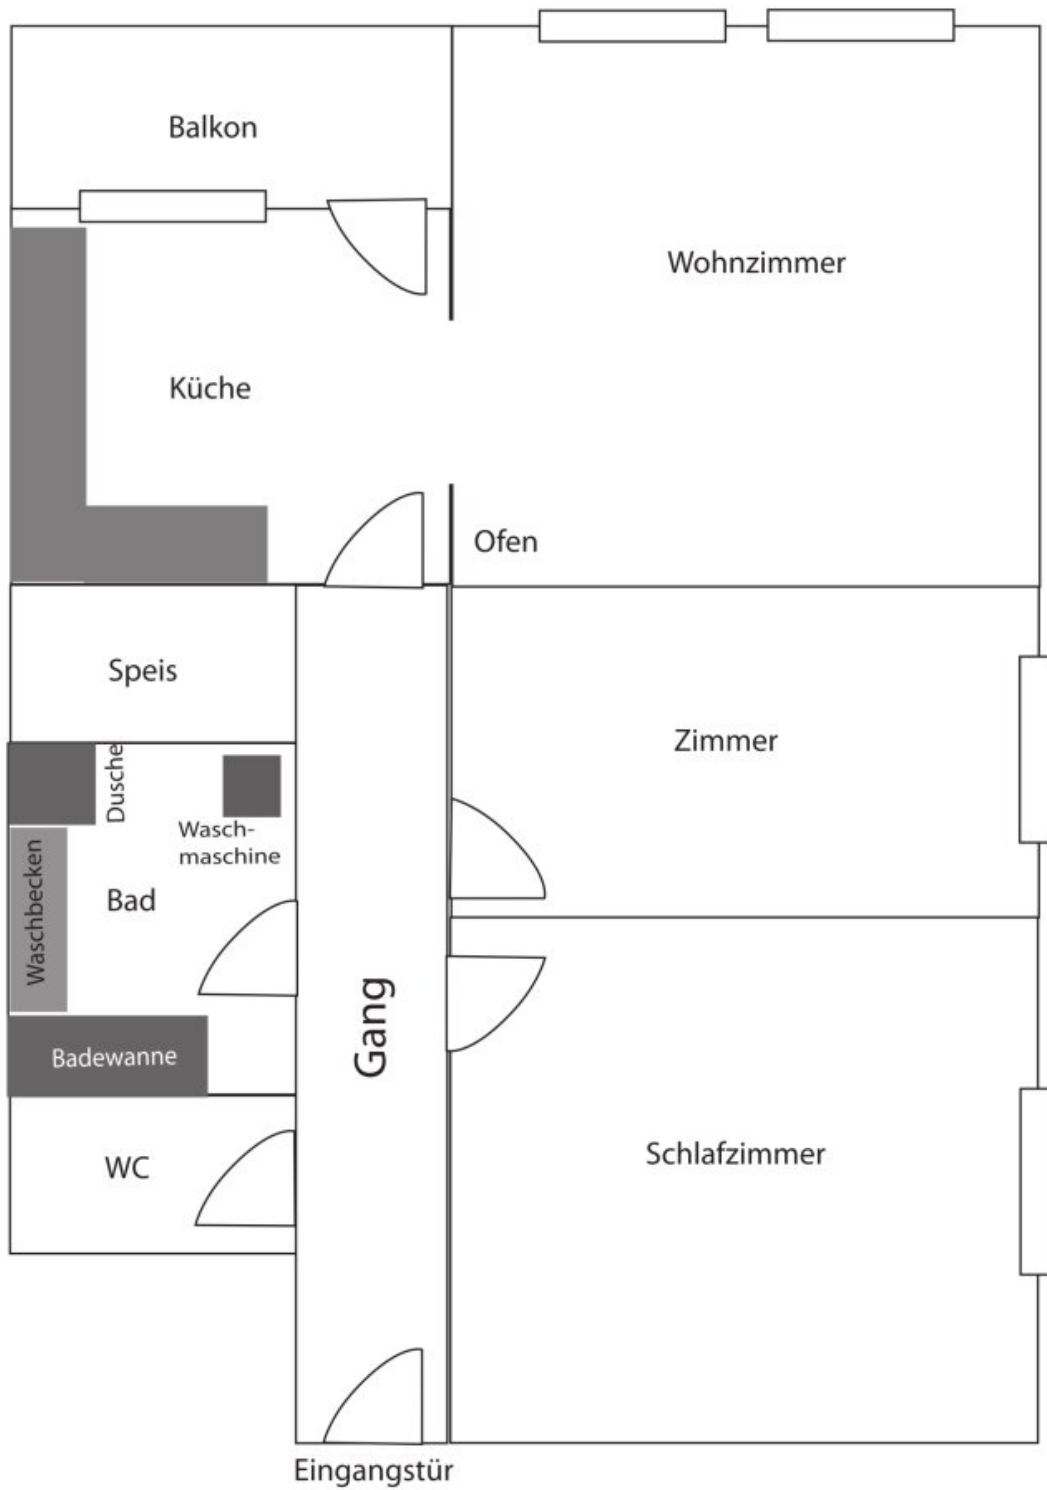 Balkon
Wohnzimmer
Küche
Ofen
Speis
Zimmer
Dusche
Wasch-
maschine
Waschbecken
Bad
Gang
Badewanne
WC
Schlafzimmer
Eingangstür